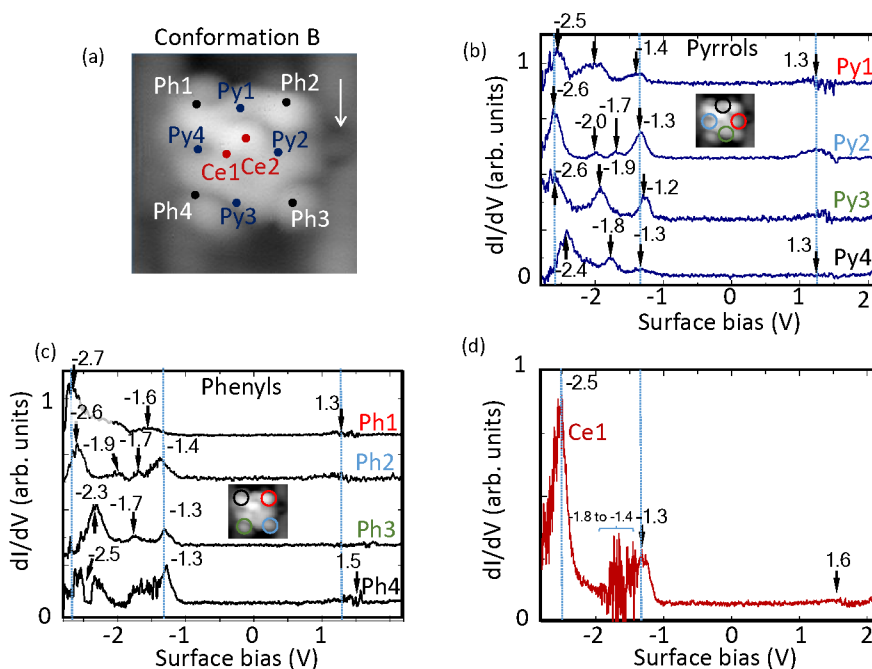 Conformation B
(a)
Ph1
Py1
Ph2
Py4
Py2
Ce1
Ce2
Ph4
Py3
Ph3
(b)
Pyrrols
-2.5
-1.4
1.3
Py1
-2.6
-2.0
-1.7
-1.3
Py2
-2.6
-1.9
-1.2
Py3
-2.4
-1.8
-1.3
1.3
Py4
1
0
dI/dV (arb. units)
-2
-1
0
1
2
Surface bias (V)
(c)
Phenyls
-2.7
-1.6
1.3
Ph1
-2.6
-1.9
-1.7
-1.4
Ph2
-2.3
-1.7
-1.3
Ph3
-2.5
-1.3
1.5
Ph4
1
0
dI/dV (arb. units)
-2
-1
0
1
Surface bias (V)
(d)
-2.5
Ce1
-1.8 to -1.4
-1.3
1.6
1
0
dI/dV (arb. units)
-2
-1
0
1
2
Surface bias (V)